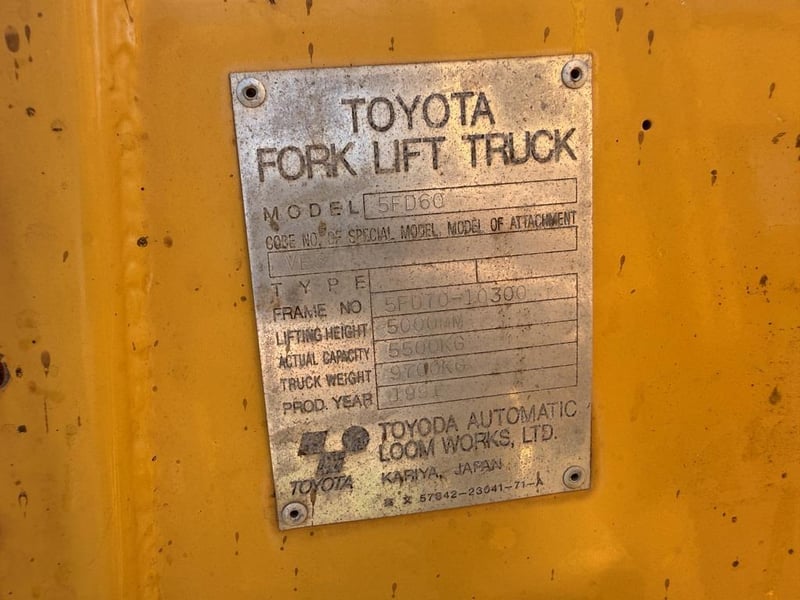 TOYOTA
FORK LIFT TRUCK
MODEL 5FD60
CODE NO. OF SPECIAL MODEL, MODEL OF ATTACHMENT
TYPE
FRAME NO 5FD70-10300
LIFTING HEIGHT 5000MM
ACTUAL CAPACITY 5500KG
TRUCK WEIGHT 9700KG
PROD. YEAR
TOYODA AUTOMATIC
LOOM WORKS, LTD.
TOYOTA
KARIYA, JAPAN
57642-23041-71